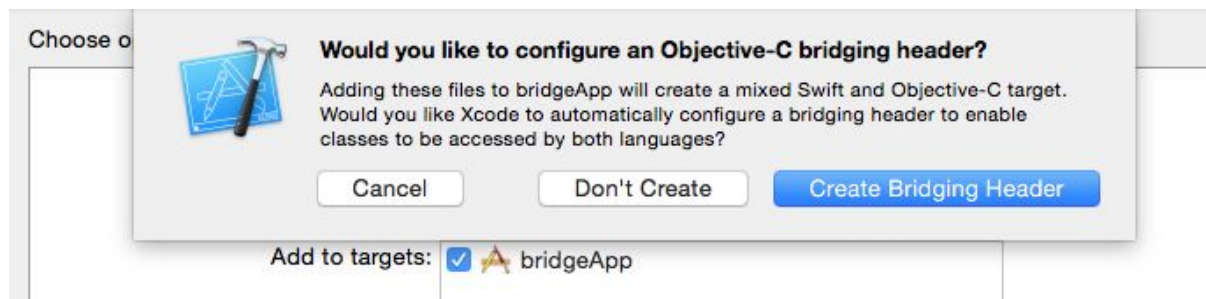 Choose o
Would you like to configure an Objective-C bridging header?
Adding these files to bridgeApp will create a mixed Swift and Objective-C target.
Would you like Xcode to automatically configure a bridging header to enable
classes to be accessed by both languages?
Cancel
Don't Create
Create Bridging Header
Add to targets:
bridgeApp